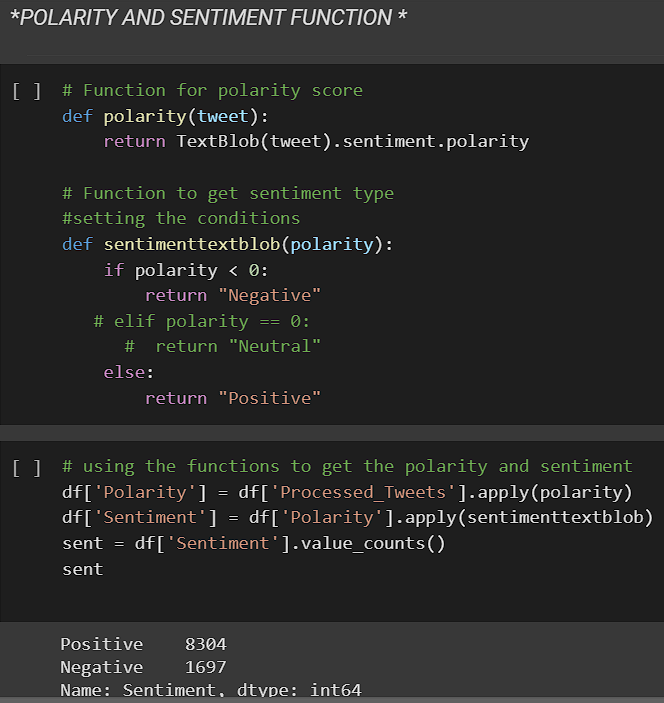 *POLARITY AND SENTIMENT FUNCTION *
[ ] # Function for polarity score
def polarity(tweet):
    return TextBlob(tweet).sentiment.polarity

# Function to get sentiment type
#setting the conditions
def sentimenttextblob(polarity):
    if polarity < 0:
        return "Negative"
   # elif polarity == 0:
      #  return "Neutral"
    else:
        return "Positive"
[ ] # using the functions to get the polarity and sentiment
df['Polarity'] = df['Processed_Tweets'].apply(polarity)
df['Sentiment'] = df['Polarity'].apply(sentimenttextblob)
sent = df['Sentiment'].value_counts()
sent
Positive    8304
Negative    1697
Name: Sentiment, dtype: int64